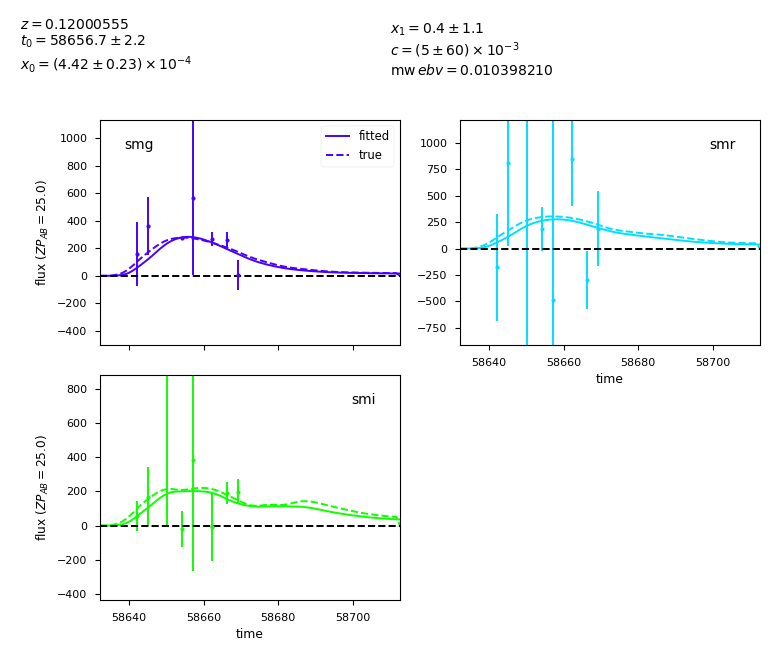 z = 0.12000555
t₀ = 58656.7 ± 2.2
x₀ = (4.42 ± 0.23) × 10⁻⁴
x₁ = 0.4 ± 1.1
c = (5 ± 60) × 10⁻³
mw ebv = 0.010398210
smg
fitted
true
1000
800
600
400
200
0
−200
−400
flux (ZP_AB = 25.0)
smr
1000
750
500
250
0
−250
−500
−750
58640 58660 58680 58700
time
smi
800
600
400
200
0
−200
−400
flux (ZP_AB = 25.0)
58640 58660 58680 58700
time